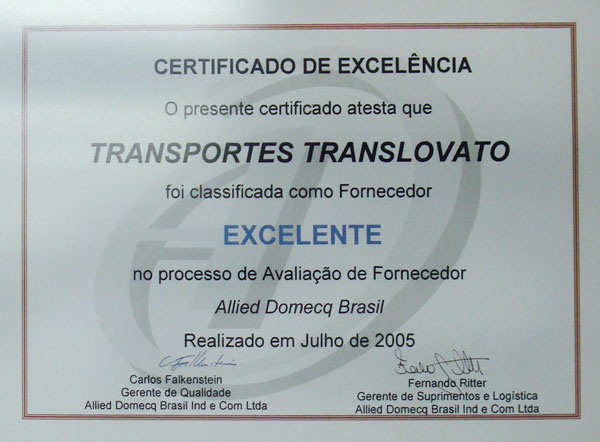 CERTIFICADO DE EXCELÊNCIA
O presente certificado atesta que
TRANSPORTES TRANSLOVATO
foi classificada como Fornecedor
EXCELENTE
no processo de Avaliação de Fornecedor
Allied Domecq Brasil
Realizado em Julho de 2005
Carlos Falkenstein
Gerente de Qualidade
Allied Domecq Brasil Ind e Com Ltda
Fernando Ritter
Gerente de Suprimentos e Logística
Allied Domecq Brasil Ind e Com Ltda